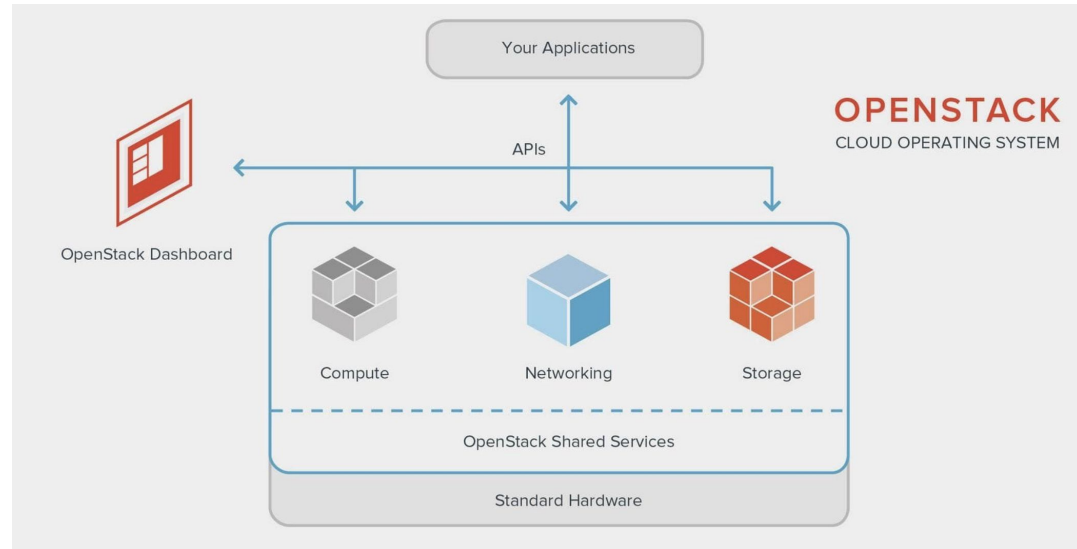 Your Applications
OPENSTACK
CLOUD OPERATING SYSTEM
APIs
OpenStack Dashboard
Compute
Networking
Storage
OpenStack Shared Services
Standard Hardware